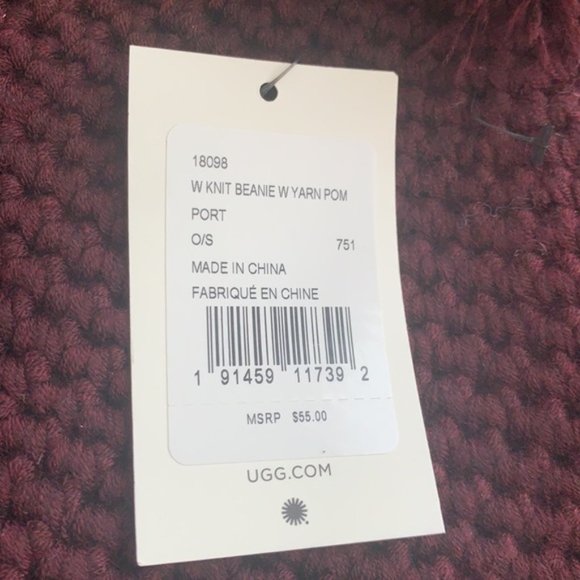 18098
W KNIT BEANIE W YARN POM
PORT
O/S 751
MADE IN CHINA
FABRIQUÉ EN CHINE
1 91459 11739 2
MSRP $55.00
UGG.COM